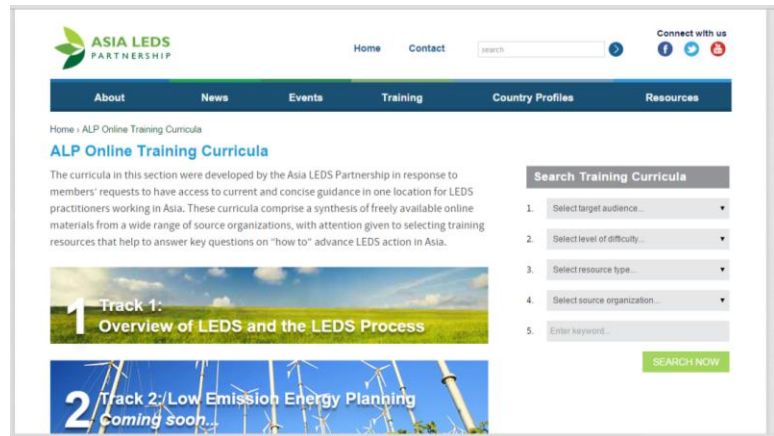 ASIA LEDS
PARTNERSHIP
Home
Contact
search
Connect with us
About
News
Events
Training
Country Profiles
Resources
Home › ALP Online Training Curricula
ALP Online Training Curricula
The curricula in this section were developed by the Asia LEDS Partnership in response to
members' requests to have access to current and concise guidance in one location for LEDS
practitioners working in Asia. These curricula comprise a synthesis of freely available online
materials from a wide range of source organizations, with attention given to selecting training
resources that help to answer key questions on "how to" advance LEDS action in Asia.
1 Track 1:
Overview of LEDS and the LEDS Process
2 Track 2: Low Emission Energy Planning
Coming soon...
Search Training Curricula
1. Select target audience...
2. Select level of difficulty...
3. Select resource type...
4. Select source organization...
5. Enter keyword...
SEARCH NOW